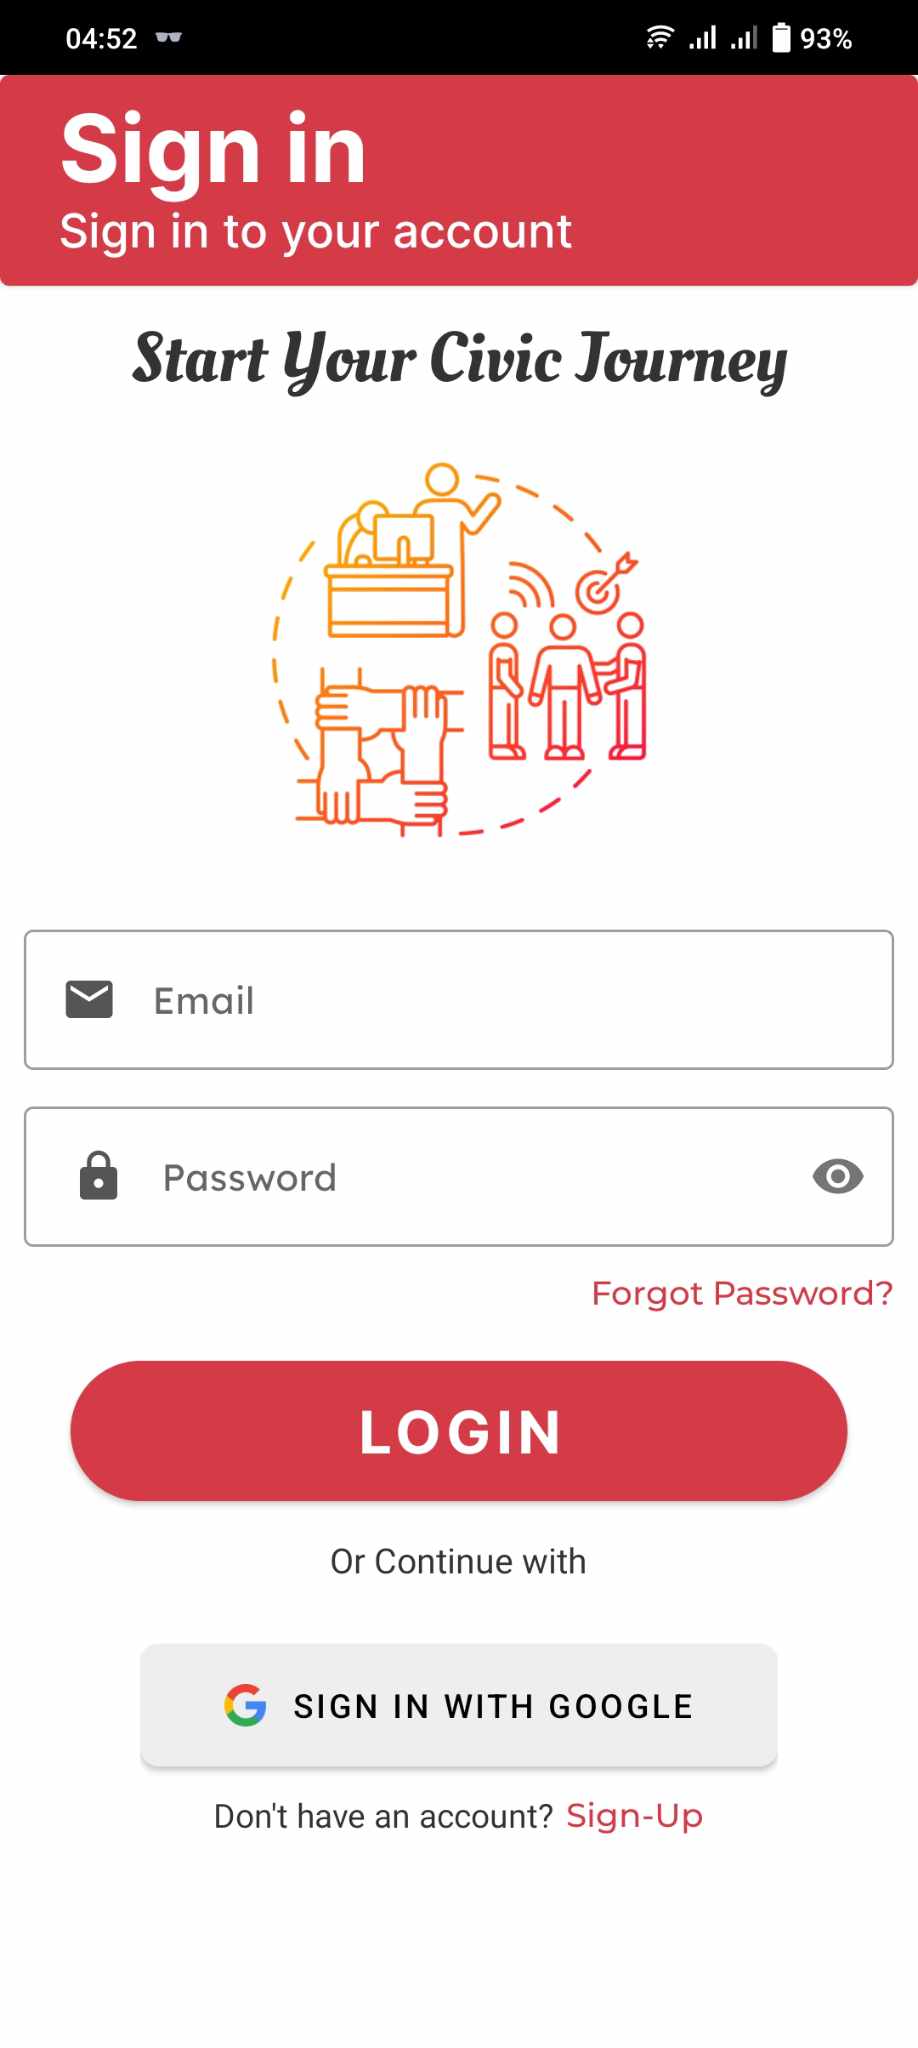 04:52 93%
Sign in
Sign in to your account
Start Your Civic Journey
Email
Password
Forgot Password?
LOGIN
Or Continue with
SIGN IN WITH GOOGLE
Don't have an account? Sign-Up